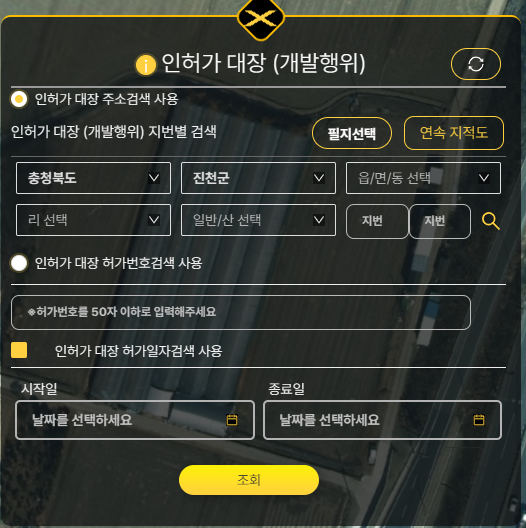 인허가 대장 (개발행위)
인허가 대장 주소검색 사용
인허가 대장 (개발행위) 지번별 검색
필지선택
연속 지적도
충청북도
진천군
읍/면/동 선택
리 선택
일반/산 선택
지번
지번
인허가 대장 허가번호검색 사용
※허가번호를 50자 이하로 입력해주세요
인허가 대장 허가일자검색 사용
시작일
종료일
날짜를 선택하세요
날짜를 선택하세요
조회